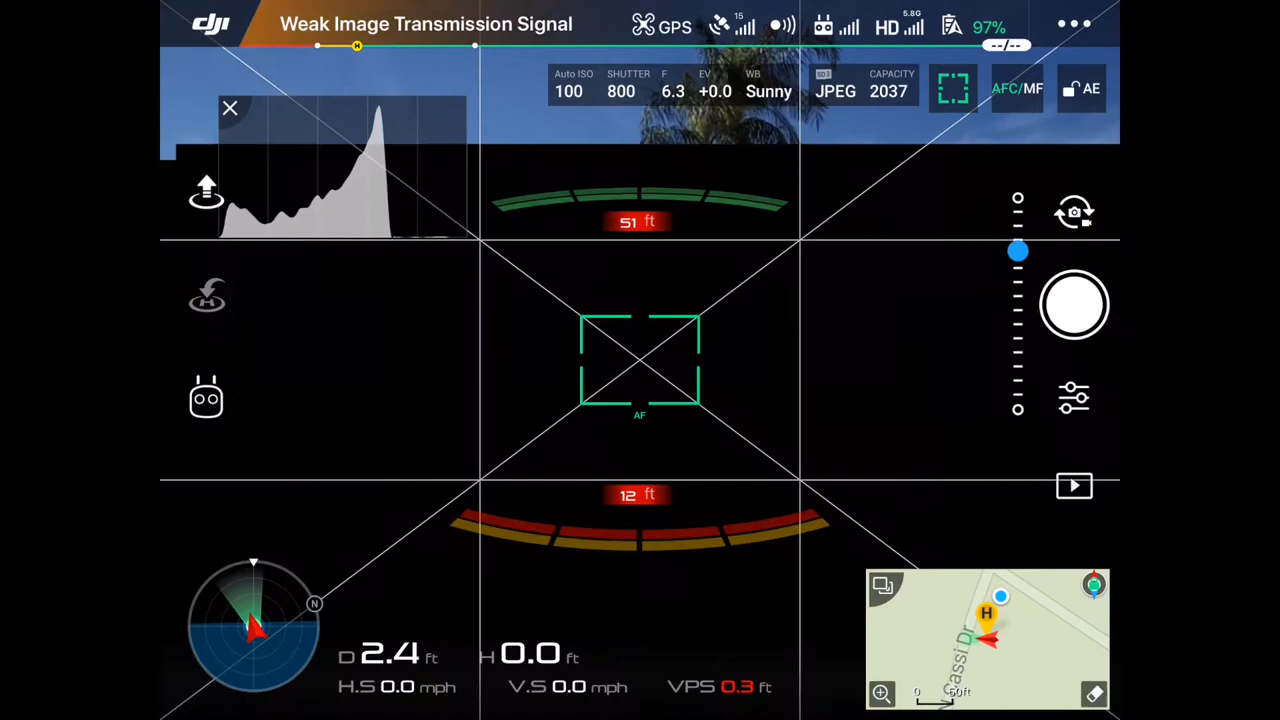 dji Weak Image Transmission Signal GPS 15 HD 5.8G 97%
H --/--
Auto ISO SHUTTER F EV WB CAPACITY
100 800 6.3 +0.0 Sunny JPEG 2037 AFC/MF AE
51 ft
H
AF
12 ft
N
H
D 2.4 ft H 0.0 ft
H.S 0.0 mph V.S 0.0 mph VPS 0.3 ft
N Cassi Dr
0 50ft